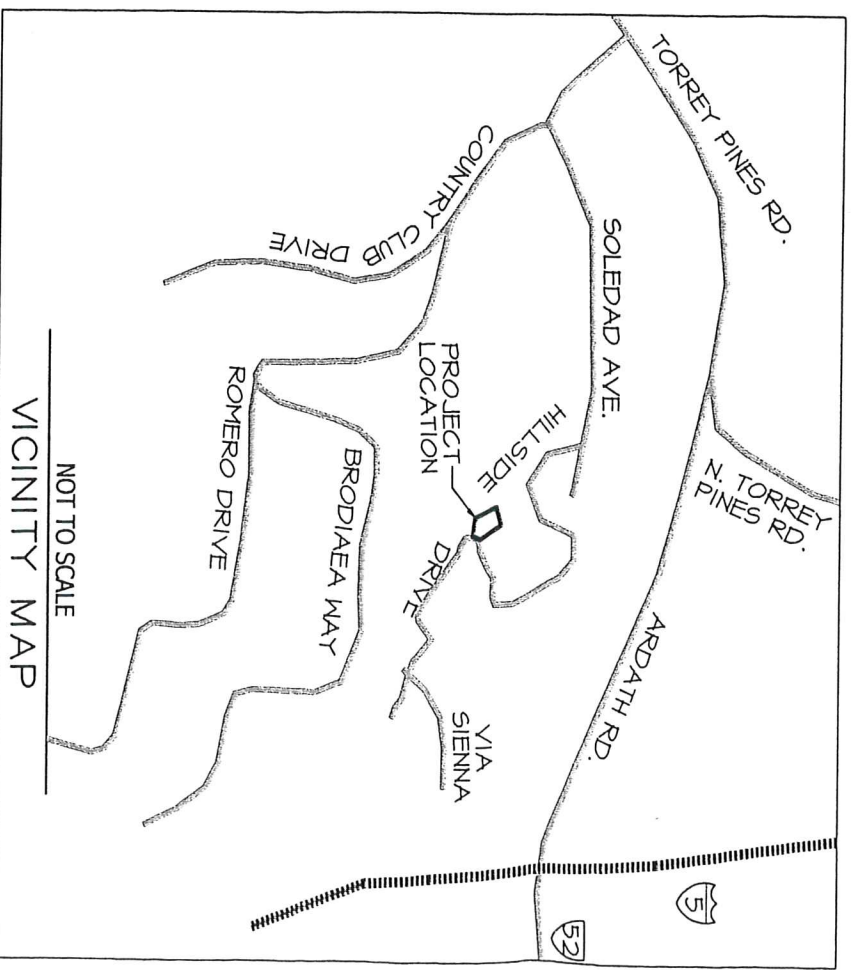 TORREY PINES RD.
N. TORREY
PINES RD.
SOLEDAD AVE.
COUNTRY CLUB DRIVE
HILLSIDE
DRIVE
PROJECT
LOCATION
ARDATH RD.
VIA
SIENNA
BRODIAEA WAY
ROMERO DRIVE
5
52
NOT TO SCALE
VICINITY MAP